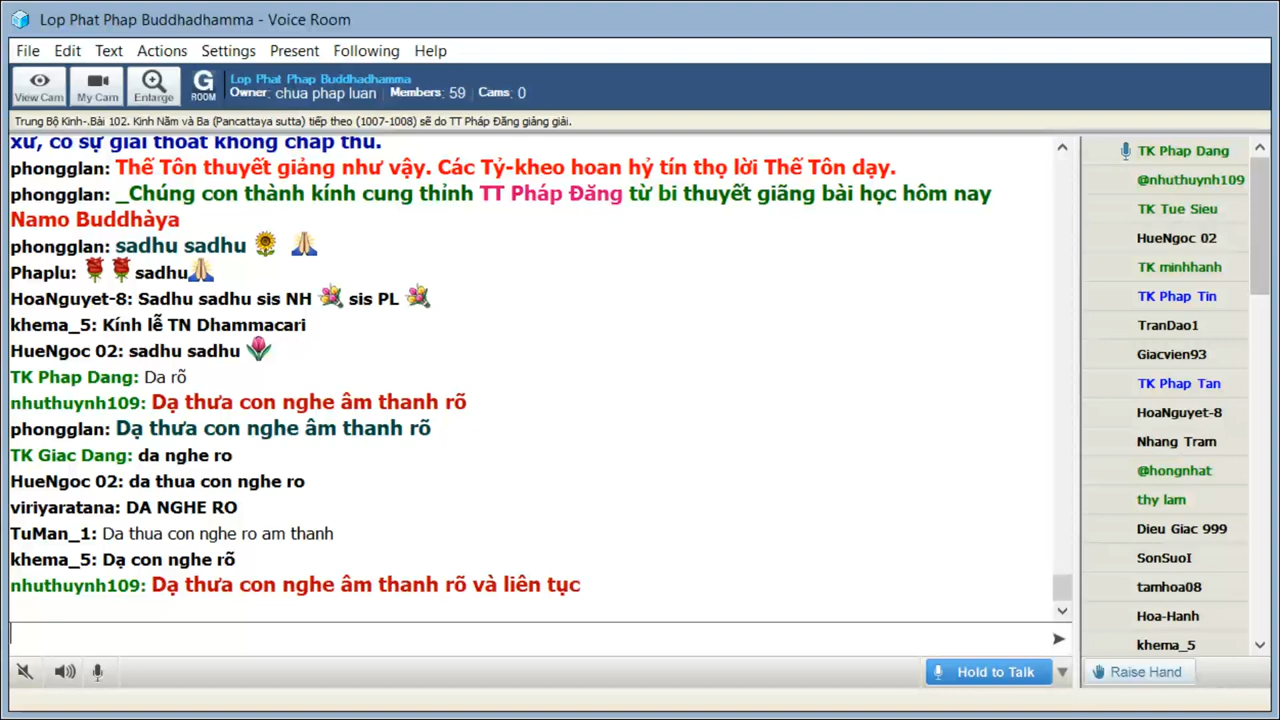 Lop Phat Phap Buddhadhamma - Voice Room
File Edit Text Actions Settings Present Following Help
View Cam My Cam Enlarge G ROOM
Lop Phat Phap Buddhadhamma
Owner: chua phap luan Members: 59 Cams: 0
Trung Bộ Kinh-.Bài 102. Kinh Năm và Ba (Pancattaya sutta) tiếp theo (1007-1008) sẽ do TT Pháp Đăng giảng giải.
xứ, có sự giải thoát không chấp thủ.
phongglan: Thế Tôn thuyết giảng như vậy. Các Tỷ-kheo hoan hỷ tín thọ lời Thế Tôn dạy.
phongglan: _Chúng con thành kính cung thỉnh TT Pháp Đăng từ bi thuyết giãng bài học hôm nay
Namo Buddhàya
phongglan: sadhu sadhu
Phaplu: sadhu
HoaNguyet-8: Sadhu sadhu sis NH sis PL
khema_5: Kính lễ TN Dhammacari
HueNgoc 02: sadhu sadhu
TK Phap Dang: Da rõ
nhuthuynh109: Dạ thưa con nghe âm thanh rõ
phongglan: Dạ thưa con nghe âm thanh rõ
TK Giac Dang: da nghe ro
HueNgoc 02: da thua con nghe ro
viriyaratana: DA NGHE RO
TuMan_1: Da thua con nghe ro am thanh
khema_5: Dạ con nghe rõ
nhuthuynh109: Dạ thưa con nghe âm thanh rõ và liên tục
Hold to Talk
TK Phap Dang
@nhuthuynh109
TK Tue Sieu
HueNgoc 02
TK minhhanh
TK Phap Tin
TranDao1
Giacvien93
TK Phap Tan
HoaNguyet-8
Nhang Tram
@hongnhat
thy lam
Dieu Giac 999
SonSuoI
tamhoa08
Hoa-Hanh
khema_5
Raise Hand